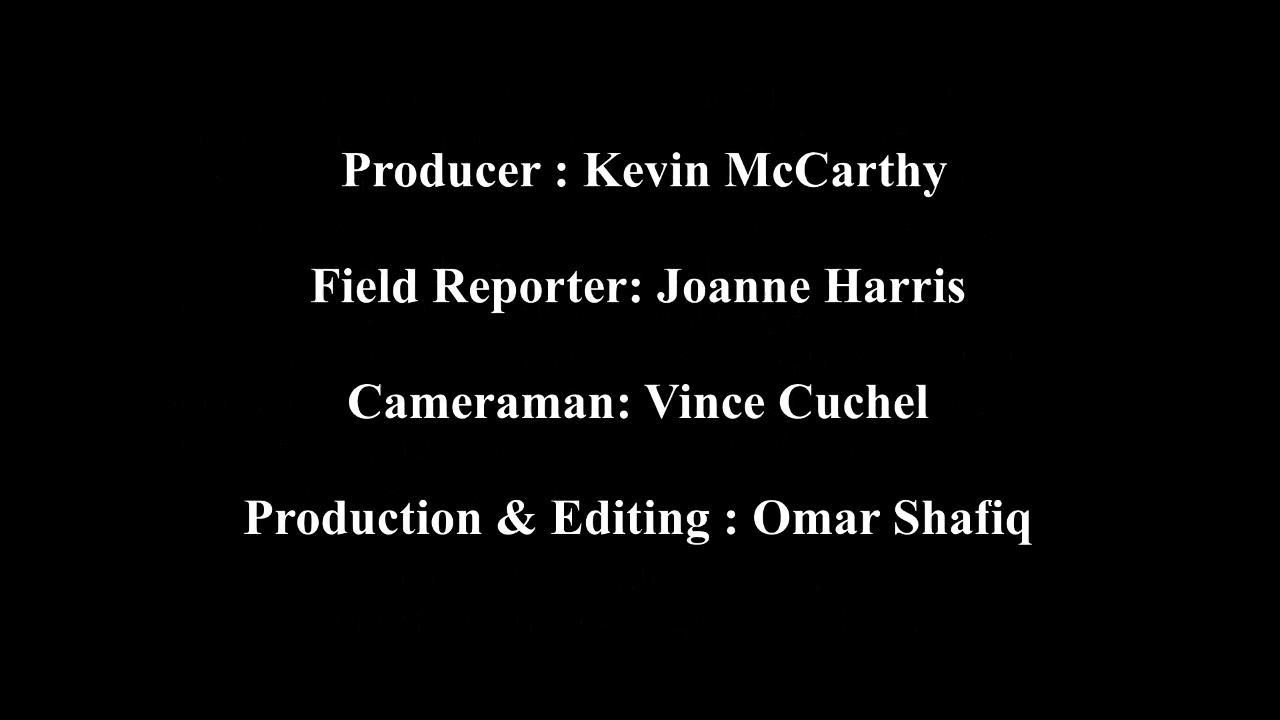 Producer : Kevin McCarthy
Field Reporter: Joanne Harris
Cameraman: Vince Cuchel
Production & Editing : Omar Shafiq